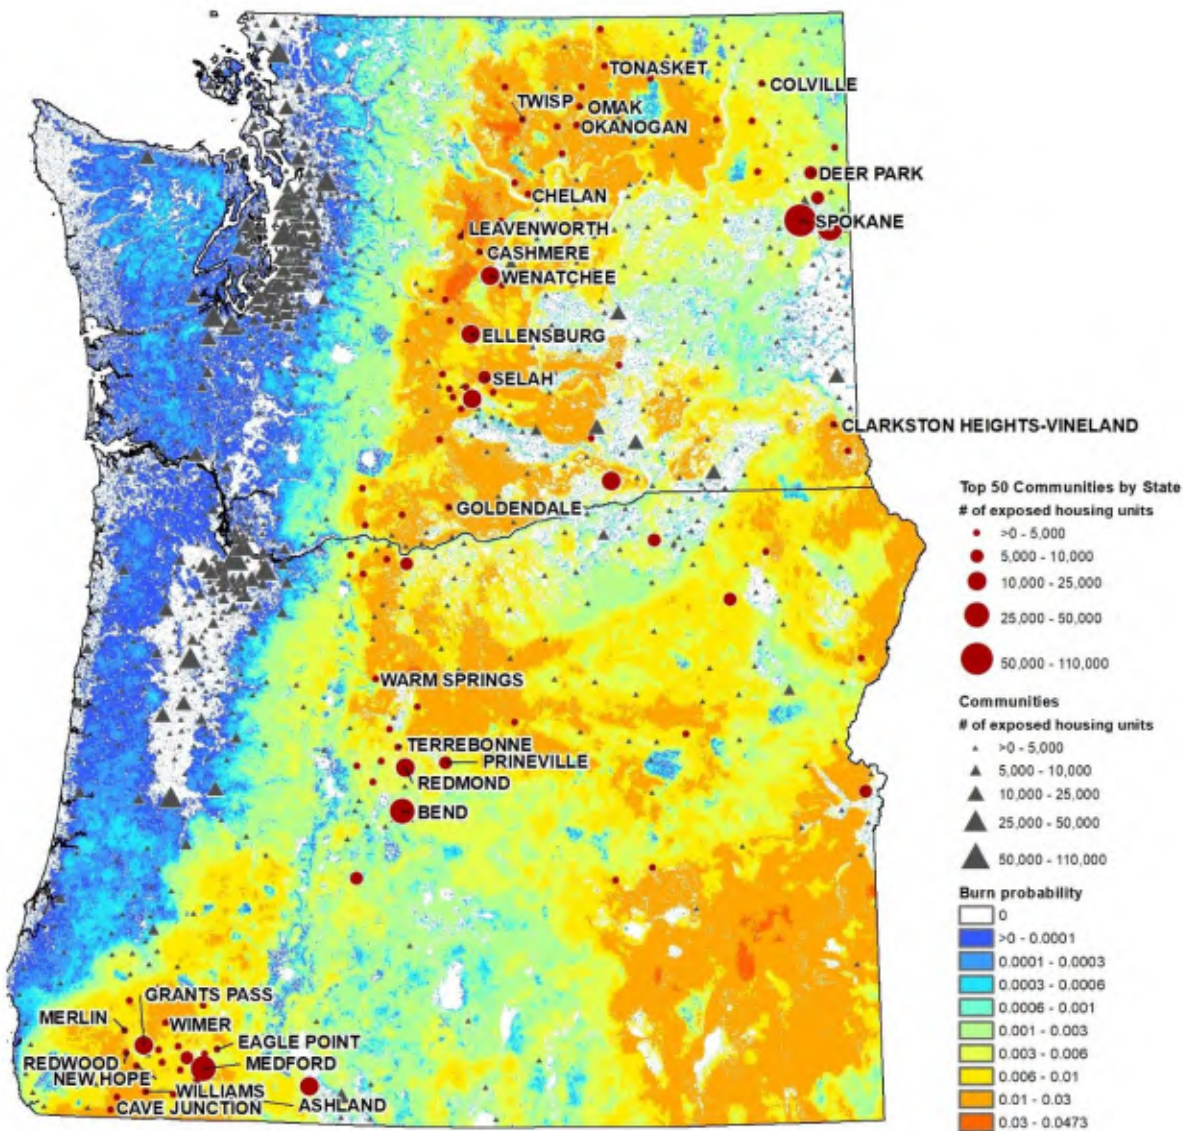 TONASKET
COLVILLE
TWISP
OMAK
OKANOGAN
DEER PARK
CHELAN
SPOKANE
LEAVENWORTH
CASHMERE
WENATCHEE
ELLENSBURG
SELAH
CLARKSTON HEIGHTS-VINELAND
GOLDENDALE
WARM SPRINGS
TERREBONNE
PRINEVILLE
REDMOND
BEND
GRANTS PASS
MERLIN
WIMER
EAGLE POINT
REDWOOD
MEDFORD
NEW HOPE
WILLIAMS
CAVE JUNCTION
ASHLAND
Top 50 Communities by State
# of exposed housing units
>0 - 5,000
5,000 - 10,000
10,000 - 25,000
25,000 - 50,000
50,000 - 110,000
Communities
# of exposed housing units
>0 - 5,000
5,000 - 10,000
10,000 - 25,000
25,000 - 50,000
50,000 - 110,000
Burn probability
0
>0 - 0.0001
0.0001 - 0.0003
0.0003 - 0.0006
0.0006 - 0.001
0.001 - 0.003
0.003 - 0.006
0.006 - 0.01
0.01 - 0.03
0.03 - 0.0473